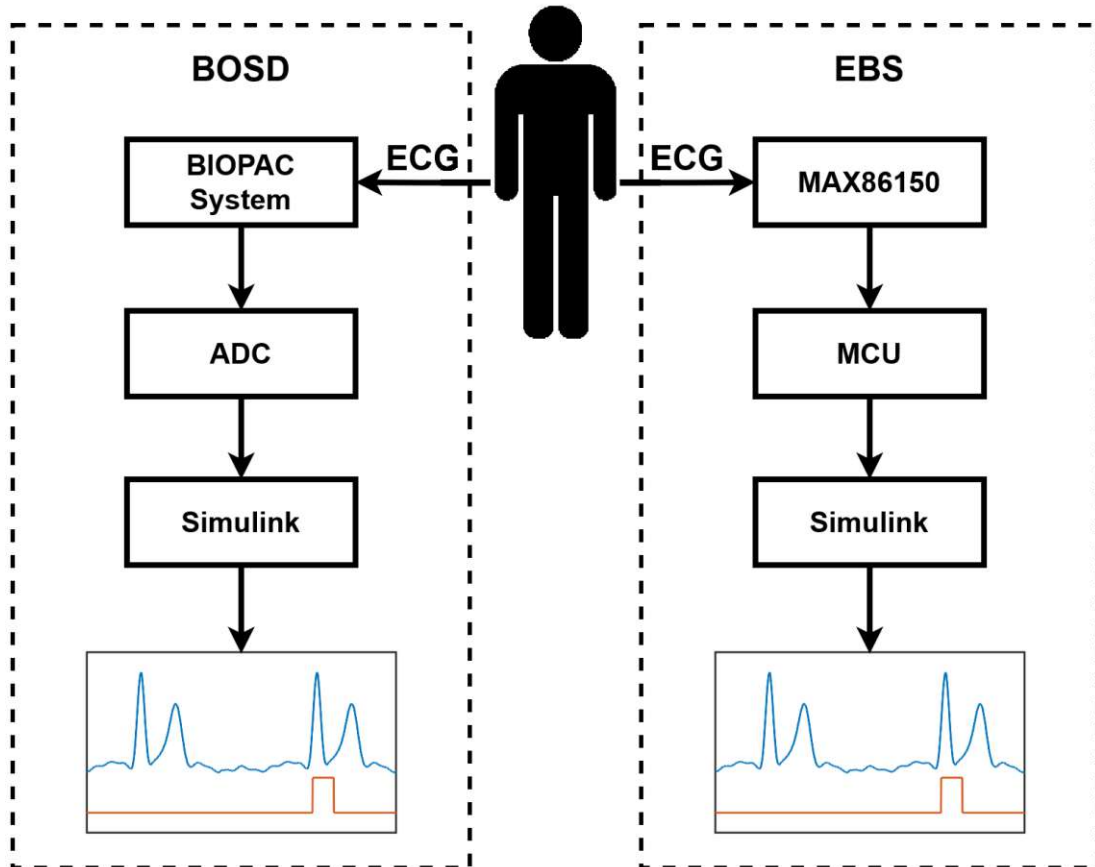 BOSD
EBS
ECG
ECG
BIOPAC
System
MAX86150
ADC
MCU
Simulink
Simulink